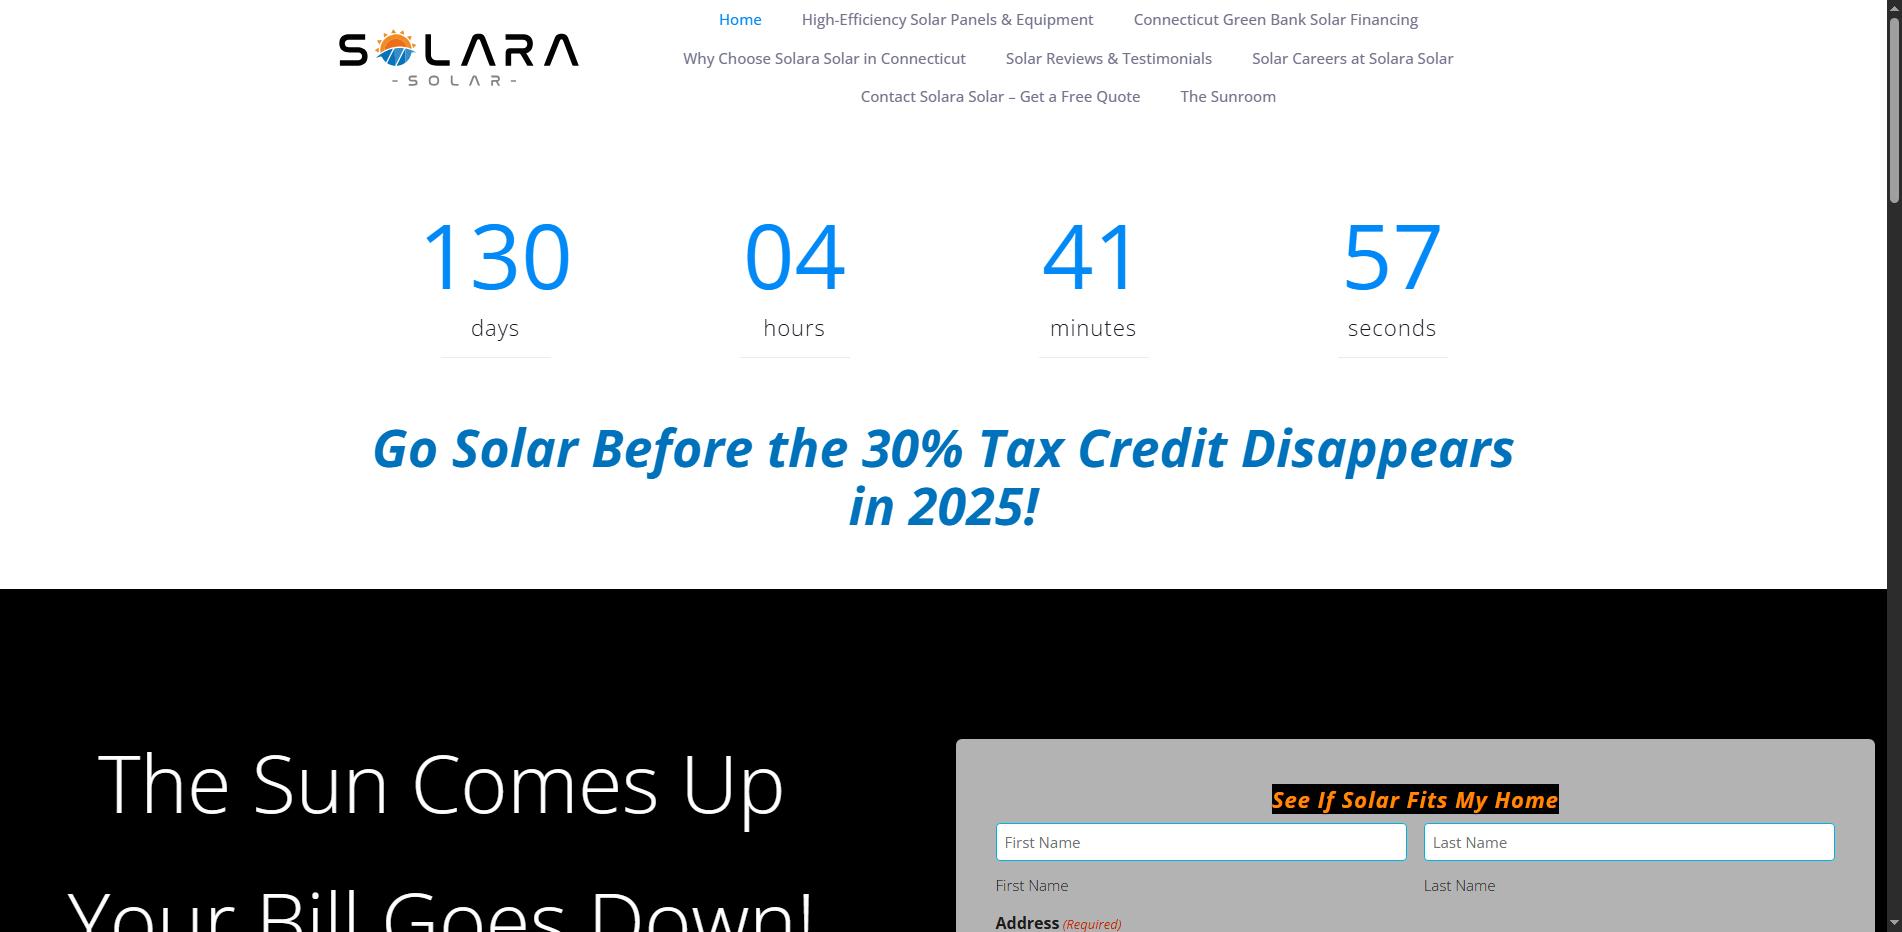 SOLARA
- SOLAR -
Home High-Efficiency Solar Panels & Equipment Connecticut Green Bank Solar Financing
Why Choose Solara Solar in Connecticut Solar Reviews & Testimonials Solar Careers at Solara Solar
Contact Solara Solar – Get a Free Quote The Sunroom
130 04 41 57
days hours minutes seconds
Go Solar Before the 30% Tax Credit Disappears
in 2025!
The Sun Comes Up
Your Bill Goes Down!
See If Solar Fits My Home
First Name Last Name
First Name Last Name
Address (Required)